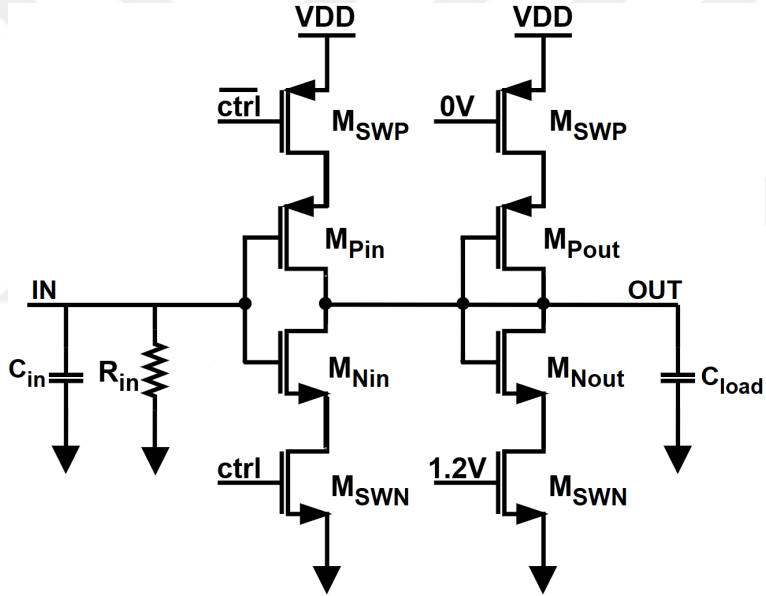 VDD
VDD
ctrl
M_SWP
0V
M_SWP
M_Pin
M_Pout
IN
OUT
C_in
R_in
M_Nin
M_Nout
C_load
ctrl
M_SWN
1.2V
M_SWN